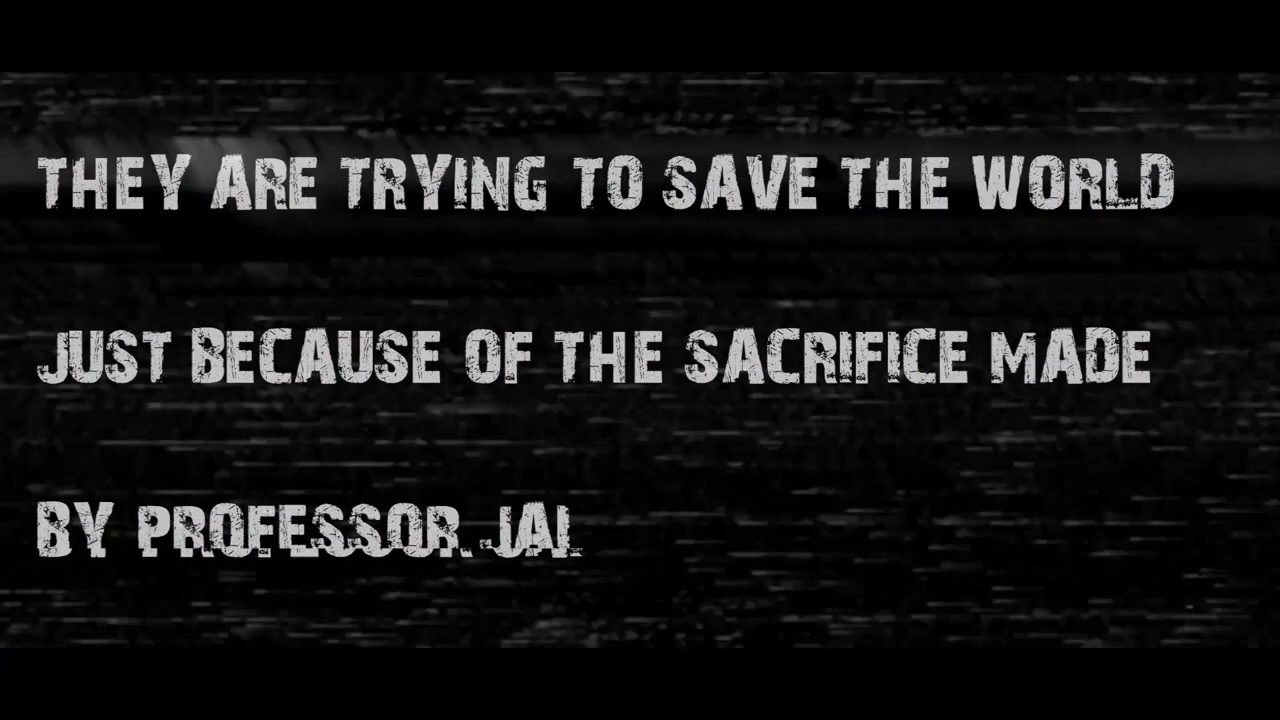 THEY ARE TRYING TO SAVE THE WORLD
JUST BECAUSE OF THE SACRIFICE MADE
BY PROFESSOR JAI